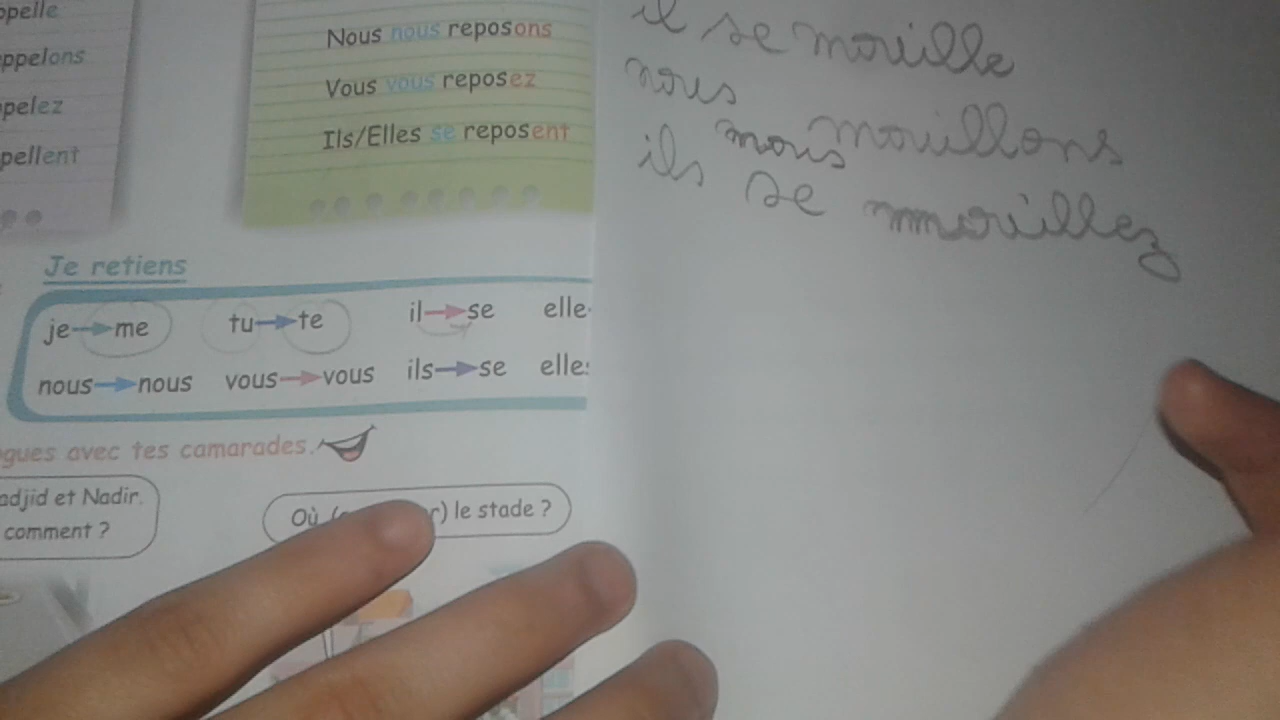 ppelle
ppelons
ppelez
pellent
Nous nous reposons
Vous vous reposez
Ils/Elles se reposent
Je retiens
je me tu te il se elle
nous nous vous vous ils se elles
gues avec tes camarades.
adjid et Nadir.
comment ?
Où le stade ?
il se mouille
nous nous mouillons
ils se mouillez